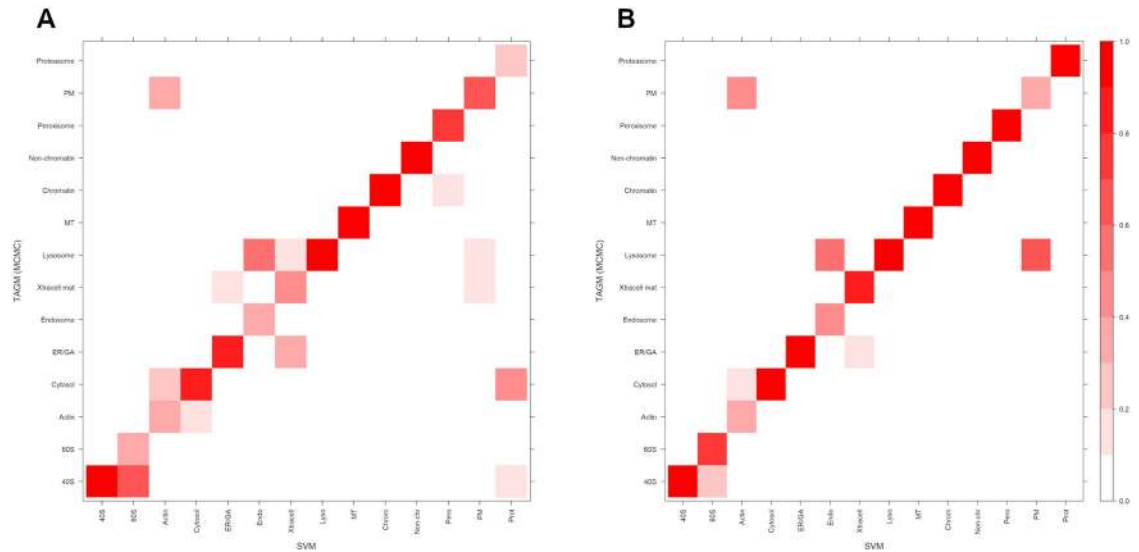 A
B
Proteasome
PM
Peroxisome
Non-chromatin
Chromatin
MT
Lysosome
Xtracell mat
Endosome
ER/GA
Cytosol
Actin
60S
40S
TAGM (MCMC)
40S
60S
Actin
Cytosol
ER/GA
Endo
Xtracell
Lyso
MT
Chrom
Non-chr
Pero
PM
Prot
SVM
Proteasome
PM
Peroxisome
Non-chromatin
Chromatin
MT
Lysosome
Xtracell mat
Endosome
ER/GA
Cytosol
Actin
60S
40S
TAGM (MCMC)
40S
60S
Actin
Cytosol
ER/GA
Endo
Xtracell
Lyso
MT
Chrom
Non-chr
Pero
PM
Prot
SVM
1.0
0.8
0.6
0.4
0.2
0.0